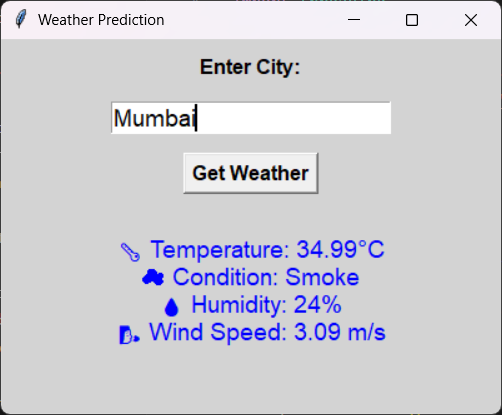 Weather Prediction
Enter City:
Mumbai
Get Weather
Temperature: 34.99°C
Condition: Smoke
Humidity: 24%
Wind Speed: 3.09 m/s